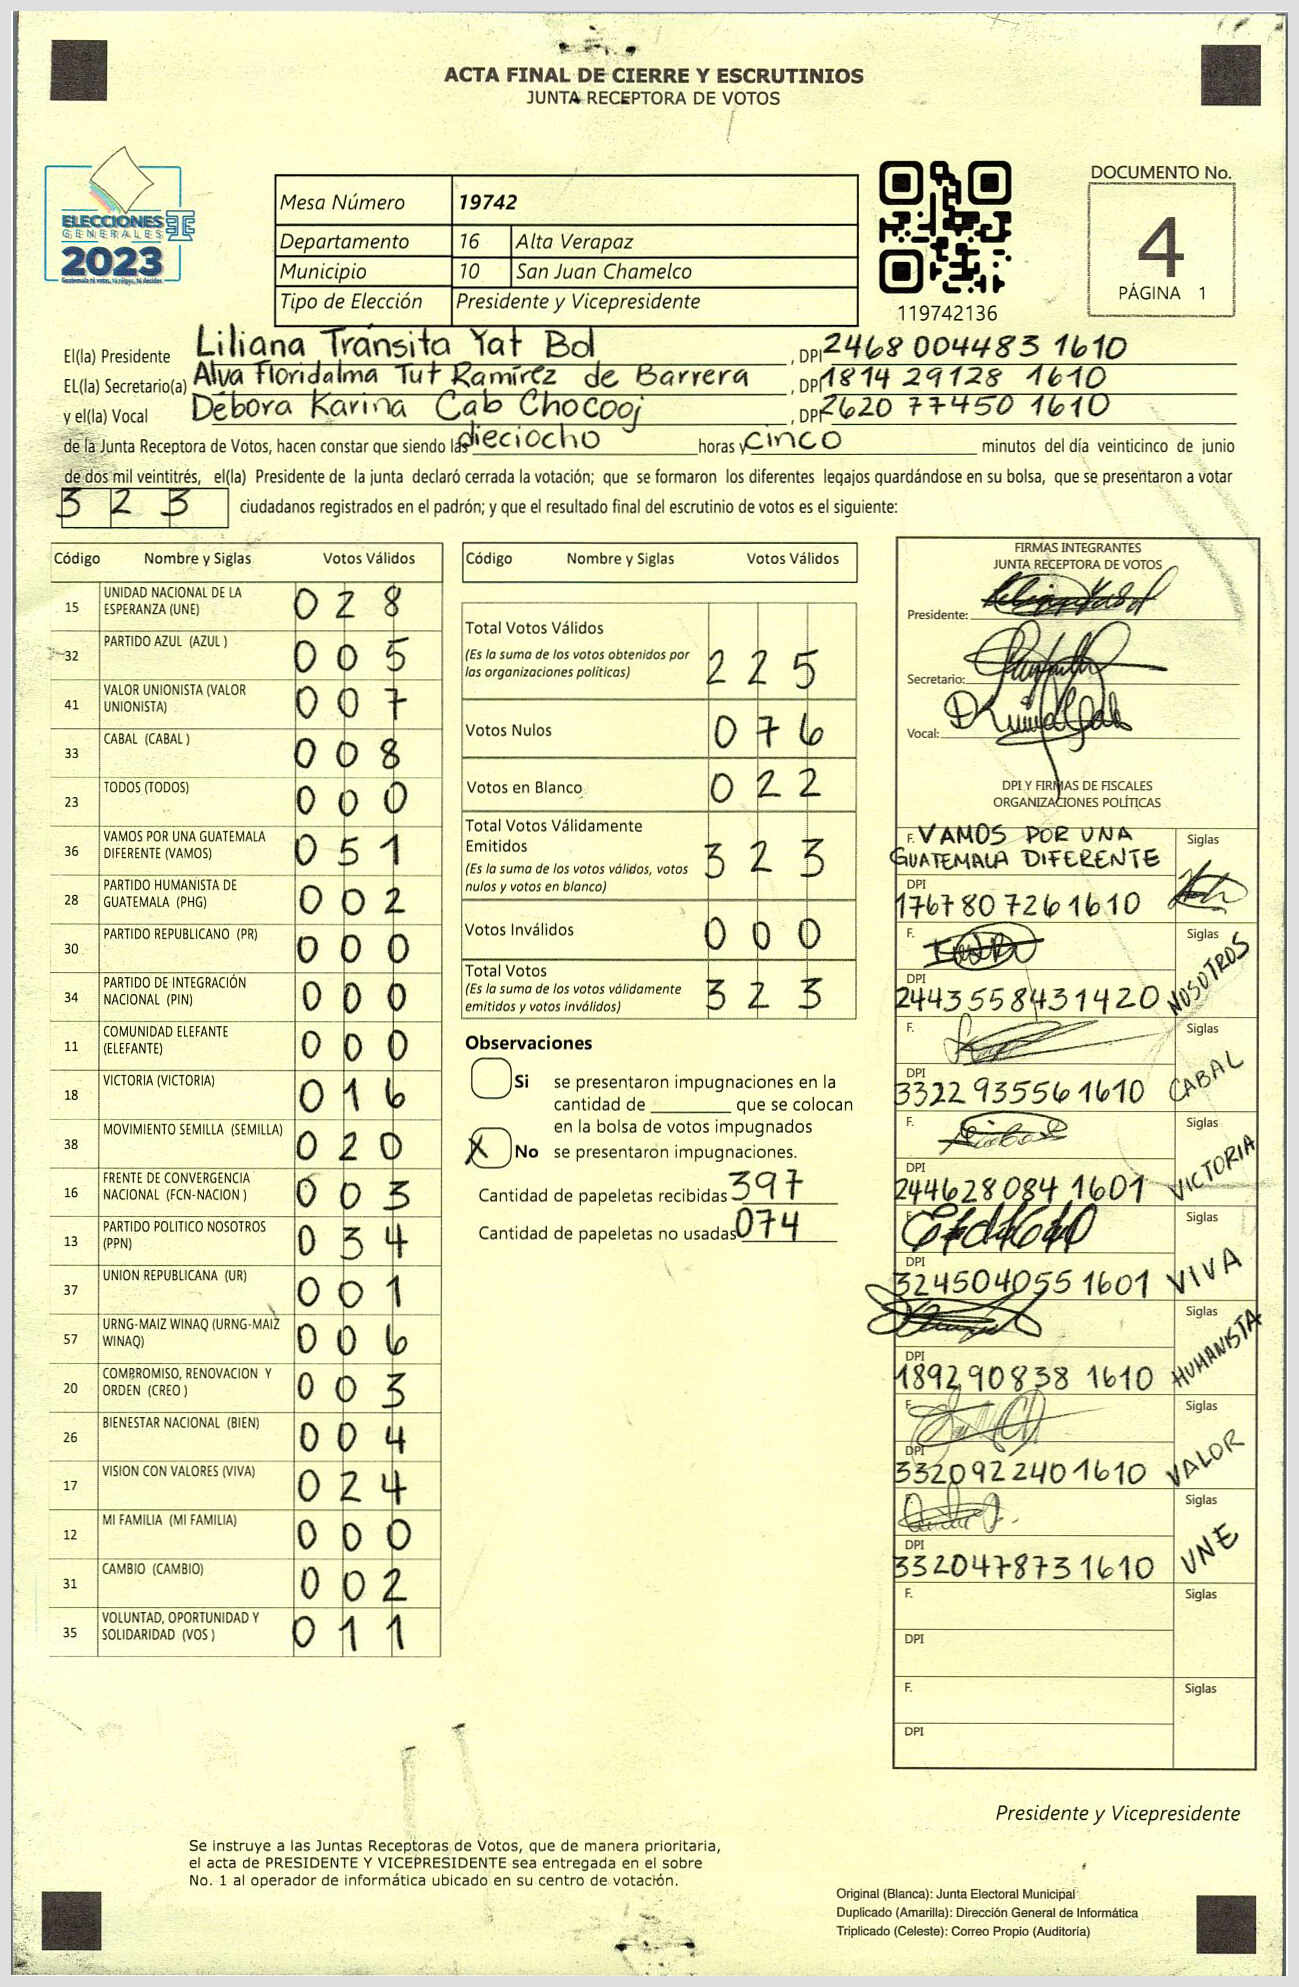 ACTA FINAL DE CIERRE Y ESCRUTINIOS
JUNTA RECEPTORA DE VOTOS
ELECCIONES
GENERALES
2023
Mesa Número 19742
Departamento 16 Alta Verapaz
Municipio 10 San Juan Chamelco
Tipo de Elección Presidente y Vicepresidente
119742136
DOCUMENTO No.
4
PÁGINA 1
El(la) Presidente Liliana Tránsita Yat Bol , DPI 2468 00448 3 1610
EL(la) Secretario(a) Alva Floridalma Tut Ramírez de Barrera , DPI 1814 29128 1610
y el(la) Vocal Débora Karina Cab Chocooj , DPI 2620 77450 1610
de la Junta Receptora de Votos, hacen constar que siendo las dieciocho horas y cinco minutos del día veinticinco de junio
de dos mil veintitrés, el(la) Presidente de la junta declaró cerrada la votación; que se formaron los diferentes legajos guardándose en su bolsa, que se presentaron a votar
3 2 3 ciudadanos registrados en el padrón; y que el resultado final del escrutinio de votos es el siguiente:
Código Nombre y Siglas Votos Válidos
15 UNIDAD NACIONAL DE LA ESPERANZA (UNE) 0 2 8
32 PARTIDO AZUL (AZUL ) 0 0 5
41 VALOR UNIONISTA (VALOR UNIONISTA) 0 0 7
33 CABAL (CABAL ) 0 0 8
23 TODOS (TODOS) 0 0 0
36 VAMOS POR UNA GUATEMALA DIFERENTE (VAMOS) 0 5 1
28 PARTIDO HUMANISTA DE GUATEMALA (PHG) 0 0 2
30 PARTIDO REPUBLICANO (PR) 0 0 0
34 PARTIDO DE INTEGRACIÓN NACIONAL (PIN) 0 0 0
11 COMUNIDAD ELEFANTE (ELEFANTE) 0 0 0
18 VICTORIA (VICTORIA) 0 1 6
38 MOVIMIENTO SEMILLA (SEMILLA) 0 2 0
16 FRENTE DE CONVERGENCIA NACIONAL (FCN-NACION ) 0 0 3
13 PARTIDO POLITICO NOSOTROS (PPN) 0 3 4
37 UNION REPUBLICANA (UR) 0 0 1
57 URNG-MAIZ WINAQ (URNG-MAIZ WINAQ) 0 0 6
20 COMPROMISO, RENOVACION Y ORDEN (CREO ) 0 0 3
26 BIENESTAR NACIONAL (BIEN) 0 0 4
17 VISION CON VALORES (VIVA) 0 2 4
12 MI FAMILIA (MI FAMILIA) 0 0 0
31 CAMBIO (CAMBIO) 0 0 2
35 VOLUNTAD, OPORTUNIDAD Y SOLIDARIDAD (VOS ) 0 1 1
Código Nombre y Siglas Votos Válidos
Total Votos Válidos
(Es la suma de los votos obtenidos por
las organizaciones políticas) 2 2 5
Votos Nulos 0 7 6
Votos en Blanco 0 2 2
Total Votos Válidamente
Emitidos
(Es la suma de los votos válidos, votos
nulos y votos en blanco) 3 2 3
Votos Inválidos 0 0 0
Total Votos
(Es la suma de los votos válidamente
emitidos y votos inválidos) 3 2 3
Observaciones
Si se presentaron impugnaciones en la
cantidad de ________ que se colocan
en la bolsa de votos impugnados
X No se presentaron impugnaciones.
Cantidad de papeletas recibidas 397
Cantidad de papeletas no usadas 074
FIRMAS INTEGRANTES
JUNTA RECEPTORA DE VOTOS
Presidente:
Secretario:
Vocal:
DPI Y FIRMAS DE FISCALES
ORGANIZACIONES POLÍTICAS
F. VAMOS POR UNA Siglas
GUATEMALA DIFERENTE
DPI
1767 80 726 1610
F. Siglas
NOSOTROS
DPI
2443558431420
F. Siglas
CABAL
DPI
3322 93556 1610
F. Siglas
VICTORIA
DPI
244628084 1601
F. Siglas
VIVA
DPI
324504055 1601
HUMANISTA
Siglas
DPI
189290838 1610
F. Siglas
VALOR
DPI
332092240 1610
F. Siglas
UNE
DPI
332047873 1610
F. Siglas
DPI
F. Siglas
DPI
Presidente y Vicepresidente
Se instruye a las Juntas Receptoras de Votos, que de manera prioritaria,
el acta de PRESIDENTE Y VICEPRESIDENTE sea entregada en el sobre
No. 1 al operador de informática ubicado en su centro de votación.
Original (Blanca): Junta Electoral Municipal
Duplicado (Amarilla): Dirección General de Informática
Triplicado (Celeste): Correo Propio (Auditoría)